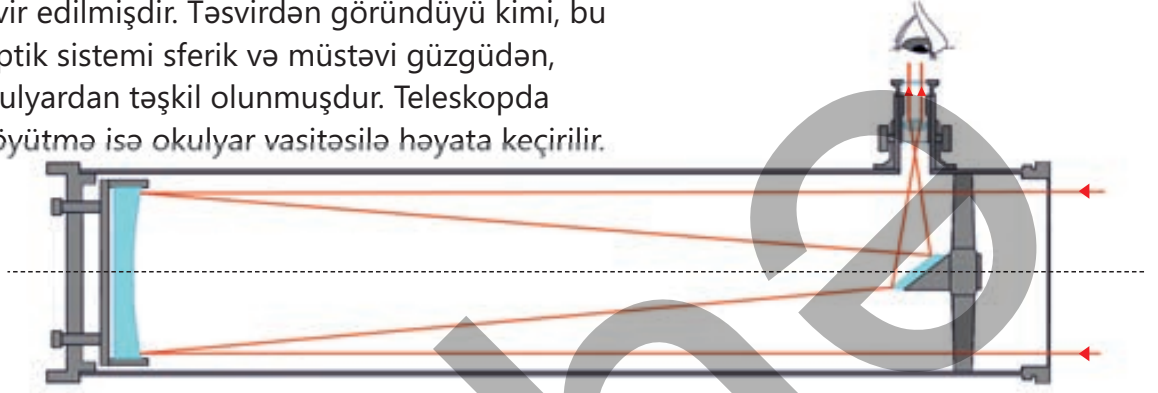 vir edilmişdir. Təsvirdən göründüyü kimi, bu
ptik sistemi sferik və müstəvi güzgüdən,
ulyardan təşkil olunmuşdur. Teleskopda
öyütmə isə okulyar vasitəsilə həyata keçirilir.